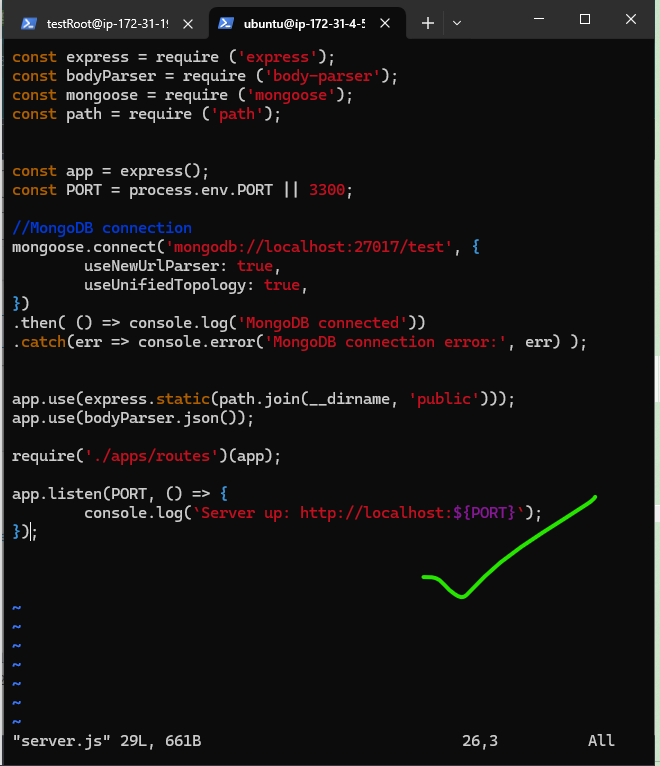 testRoot@ip-172-31-19
ubuntu@ip-172-31-4-5
const express = require ('express');
const bodyParser = require ('body-parser');
const mongoose = require ('mongoose');
const path = require ('path');
const app = express();
const PORT = process.env.PORT || 3300;
//MongoDB connection
mongoose.connect('mongodb://localhost:27017/test', {
        useNewUrlParser: true,
        useUnifiedTopology: true,
})
.then( () => console.log('MongoDB connected'))
.catch(err => console.error('MongoDB connection error:', err) );
app.use(express.static(path.join(__dirname, 'public')));
app.use(bodyParser.json());
require('./apps/routes')(app);
app.listen(PORT, () => {
        console.log(`Server up: http://localhost:${PORT}`);
});
~
~
~
~
~
~
~
"server.js" 29L, 661B 26,3 All